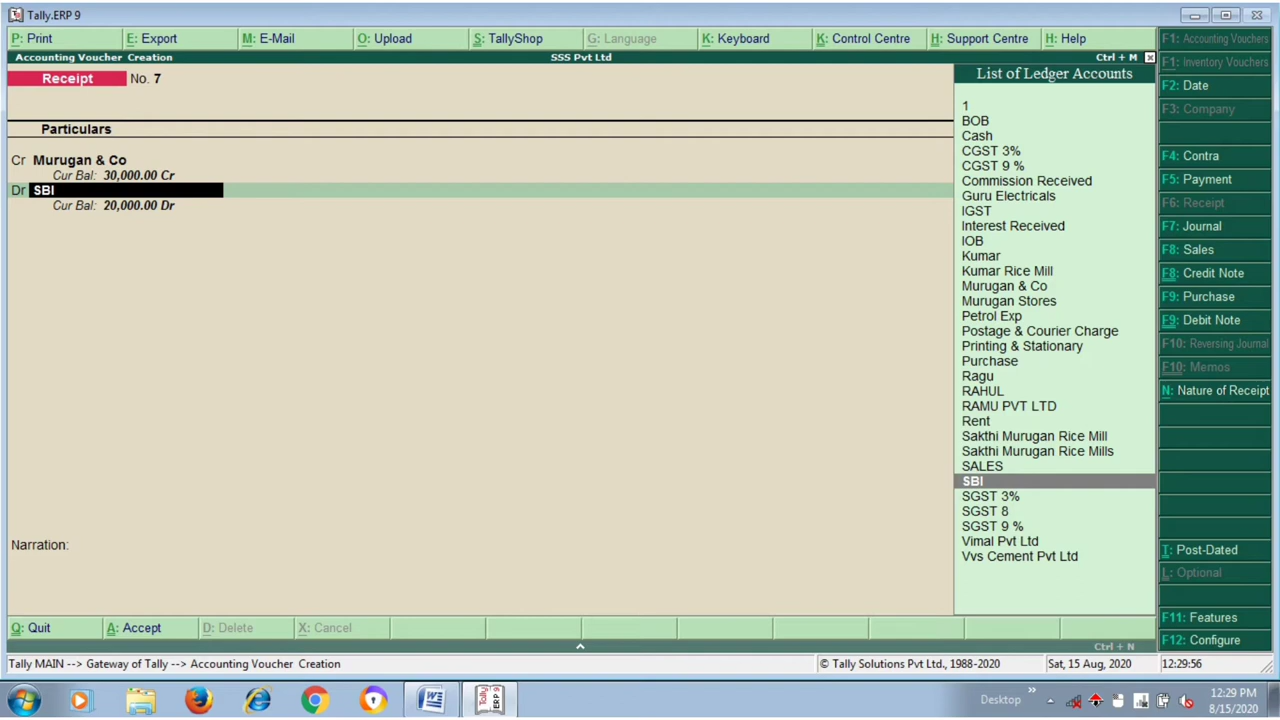 Tally.ERP 9
P: Print E: Export M: E-Mail O: Upload S: TallyShop G: Language K: Keyboard K: Control Centre H: Support Centre H: Help
Accounting Voucher Creation SSS Pvt Ltd Ctrl + M
Receipt No. 7
Particulars
Cr Murugan & Co
Cur Bal: 30,000.00 Cr
Dr SBI
Cur Bal: 20,000.00 Dr
Narration:
List of Ledger Accounts
1
BOB
Cash
CGST 3%
CGST 9 %
Commission Received
Guru Electricals
IGST
Interest Received
IOB
Kumar
Kumar Rice Mill
Murugan & Co
Murugan Stores
Petrol Exp
Postage & Courier Charge
Printing & Stationary
Purchase
Ragu
RAHUL
RAMU PVT LTD
Rent
Sakthi Murugan Rice Mill
Sakthi Murugan Rice Mills
SALES
SBI
SGST 3%
SGST 8
SGST 9 %
Vimal Pvt Ltd
Vvs Cement Pvt Ltd
F1: Accounting Vouchers
F1: Inventory Vouchers
F2: Date
F3: Company
F4: Contra
F5: Payment
F6: Receipt
F7: Journal
F8: Sales
F8: Credit Note
F9: Purchase
F9: Debit Note
F10: Reversing Journal
F10: Memos
N: Nature of Receipt
T: Post-Dated
L: Optional
F11: Features
F12: Configure
Q: Quit A: Accept D: Delete X: Cancel
Ctrl + N
Tally MAIN --> Gateway of Tally --> Accounting Voucher Creation © Tally Solutions Pvt Ltd., 1988-2020 Sat, 15 Aug, 2020 12:29:56
Desktop » 12:29 PM
8/15/2020